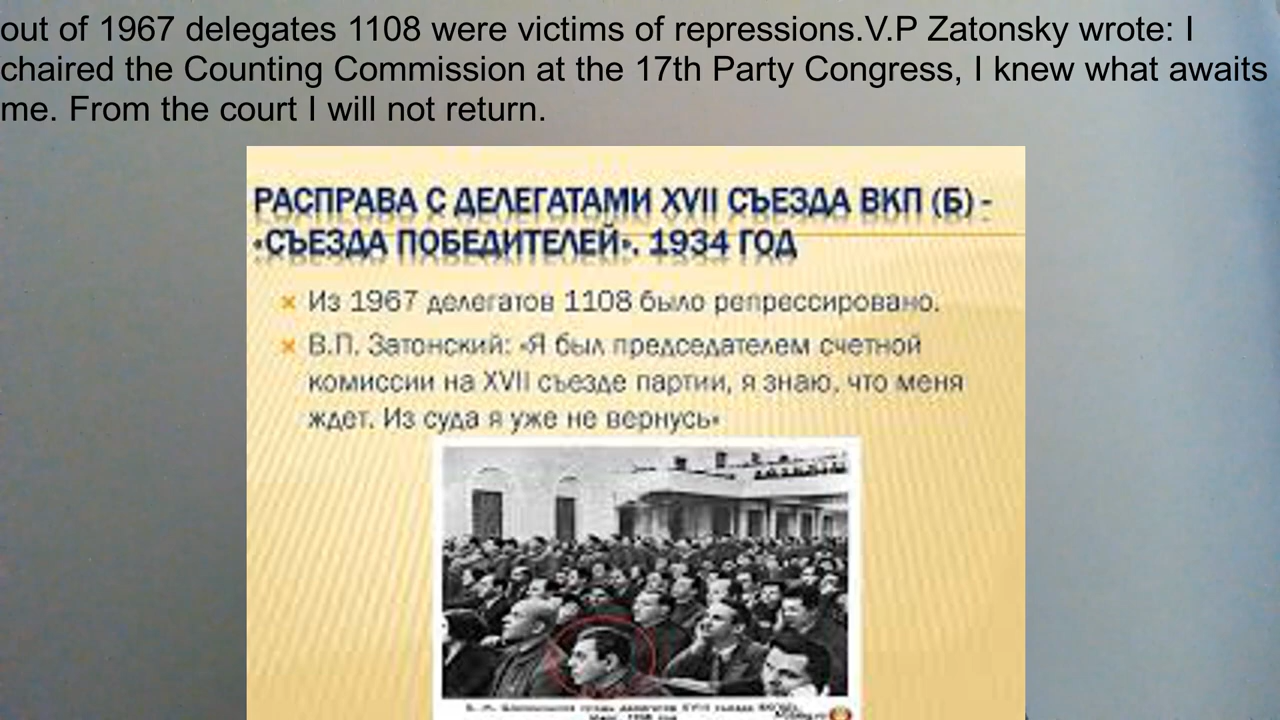 out of 1967 delegates 1108 were victims of repressions.V.P Zatonsky wrote: I
chaired the Counting Commission at the 17th Party Congress, I knew what awaits
me. From the court I will not return.
РАСПРАВА С ДЕЛЕГАТАМИ XVII СЪЕЗДА ВКП (Б) -
«СЪЕЗДА ПОБЕДИТЕЛЕЙ». 1934 ГОД
Из 1967 делегатов 1108 было репрессировано.
В.П. Затонский: «Я был председателем счетной
комиссии на XVII съезде партии, я знаю, что меня
ждет. Из суда я уже не вернусь»